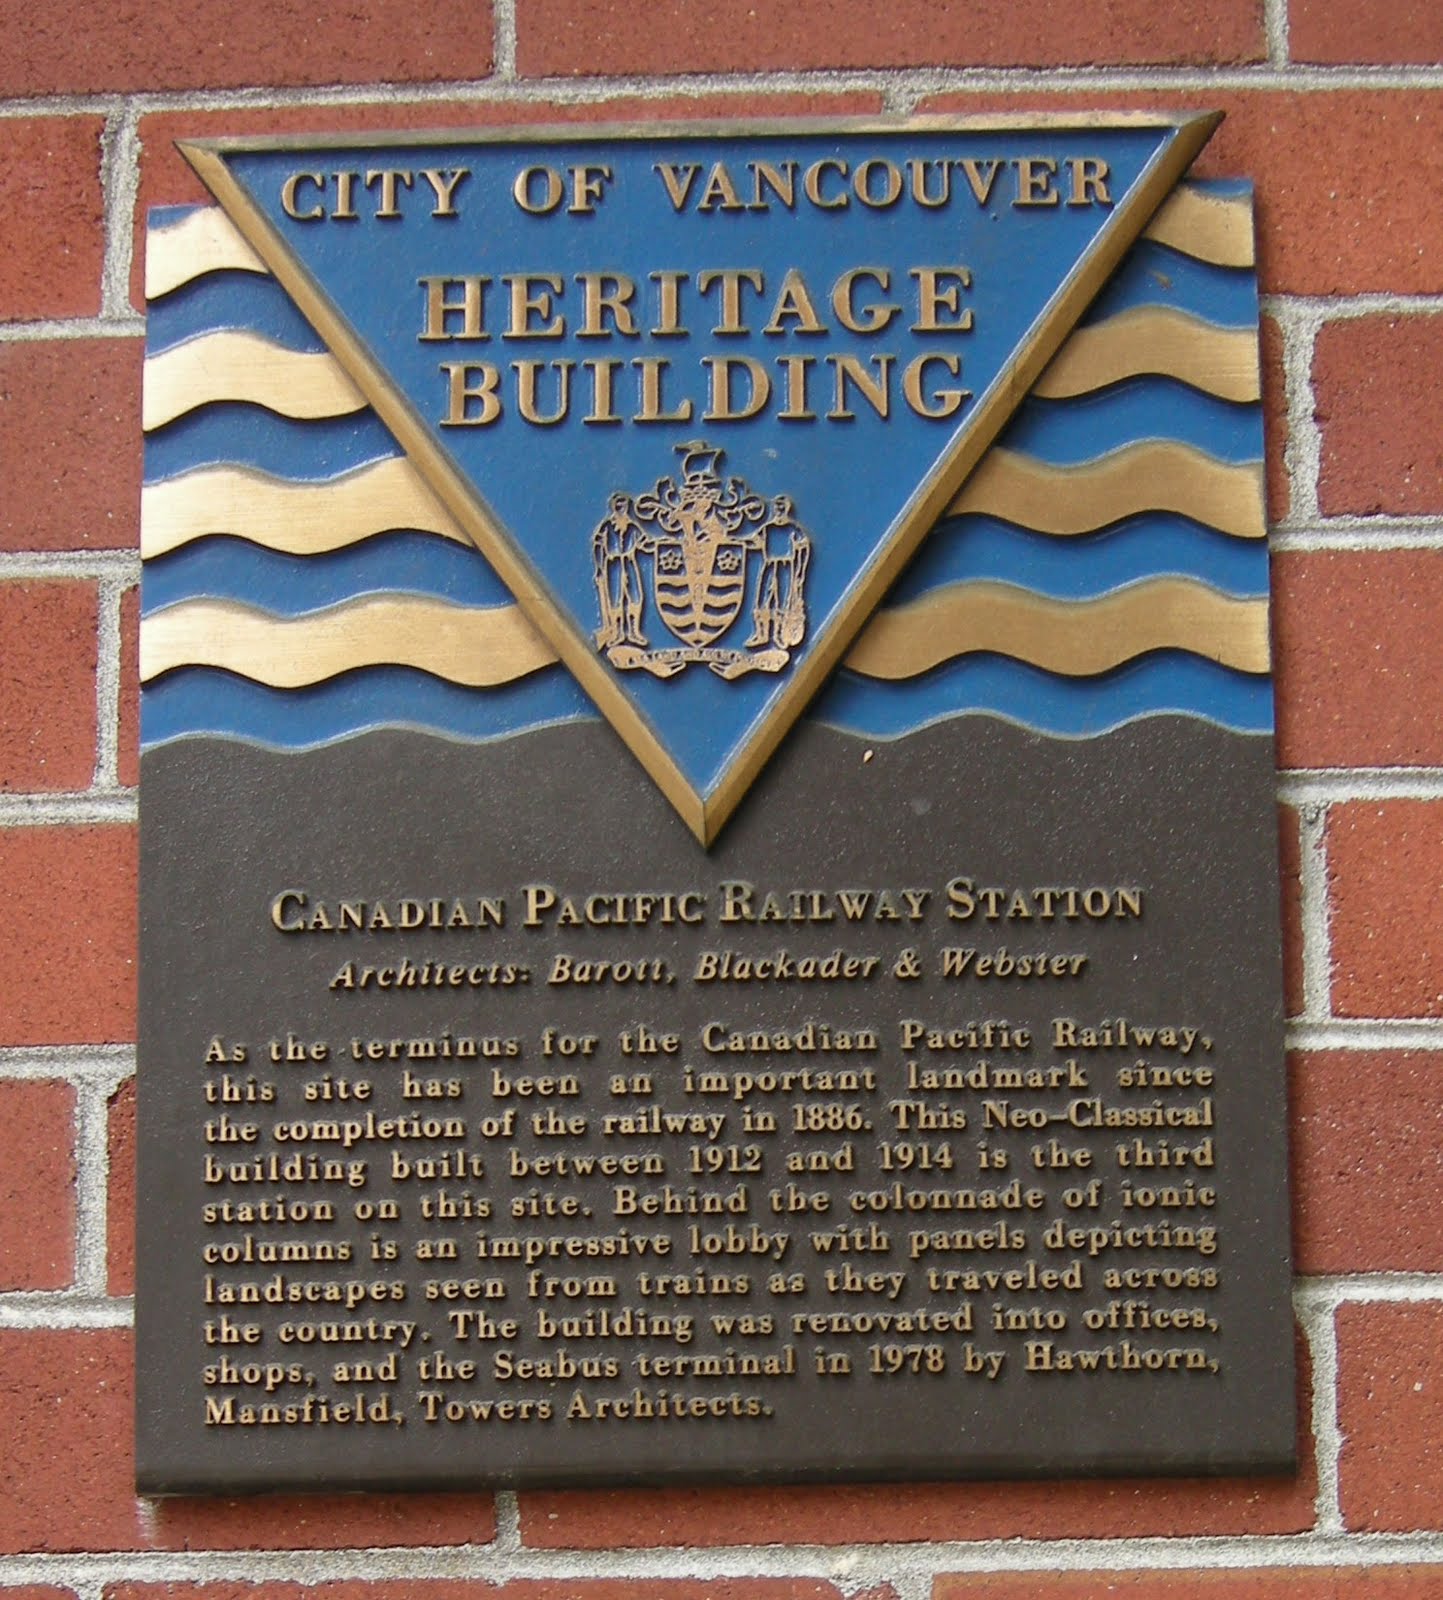 CITY OF VANCOUVER
HERITAGE
BUILDING
CANADIAN PACIFIC RAILWAY STATION
Architects: Barott, Blackader & Webster
As the terminus for the Canadian Pacific Railway,
this site has been an important landmark since
the completion of the railway in 1886. This Neo-Classical
building built between 1912 and 1914 is the third
station on this site. Behind the colonnade of ionic
columns is an impressive lobby with panels depicting
landscapes seen from trains as they traveled across
the country. The building was renovated into offices,
shops, and the Seabus terminal in 1978 by Hawthorn,
Mansfield, Towers Architects.